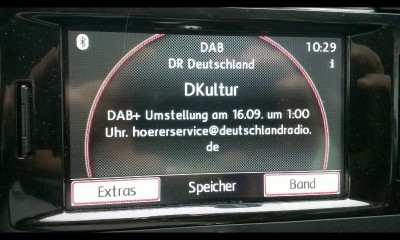 DAB
10:29
DR Deutschland
i
DKultur
DAB+ Umstellung am 16.09. um 1:00
Uhr. hoererservice@deutschlandradio.
de
Extras
Speicher
Band